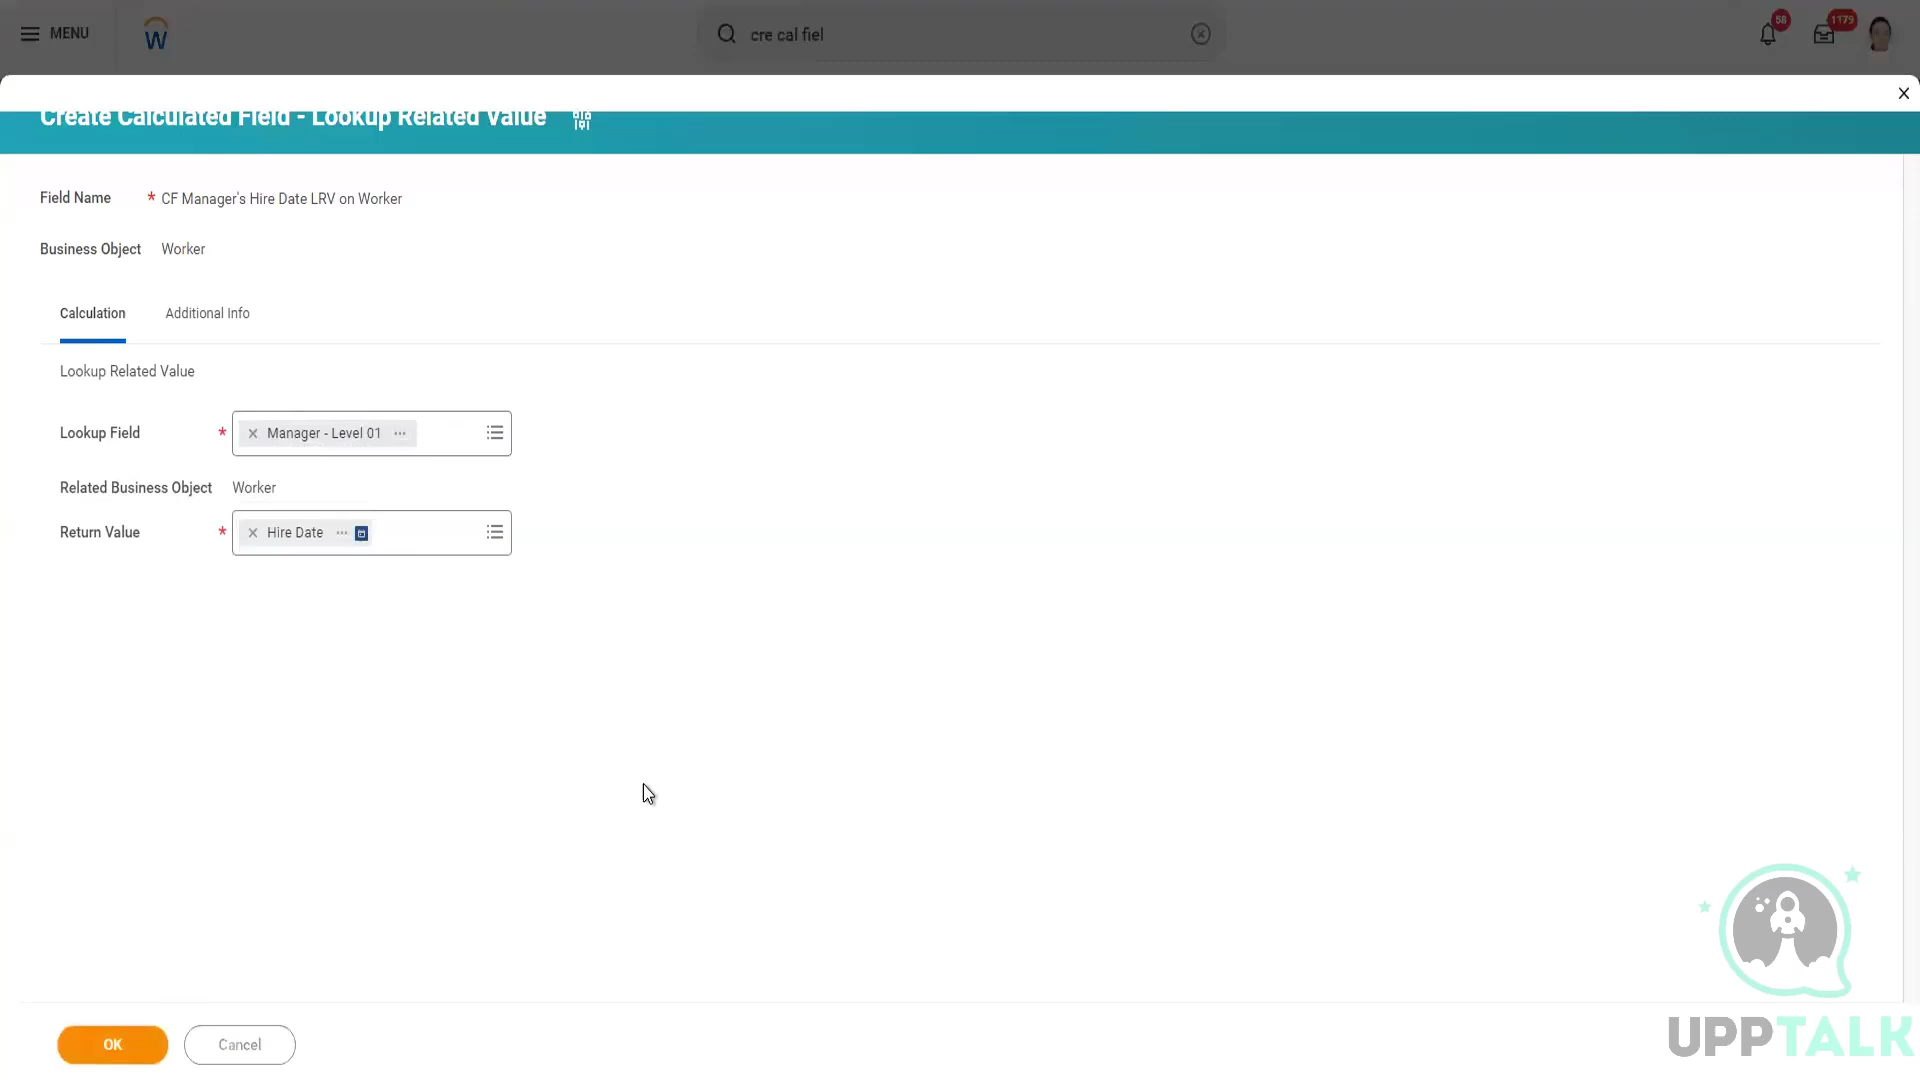 MENU
W
cre cal fiel
58
1179
Create Calculated Field - Lookup Related Value
Field Name * CF Manager's Hire Date LRV on Worker
Business Object Worker
Calculation Additional Info
Lookup Related Value
Lookup Field * Manager - Level 01
Related Business Object Worker
Return Value * Hire Date
OK Cancel
UPPTALK